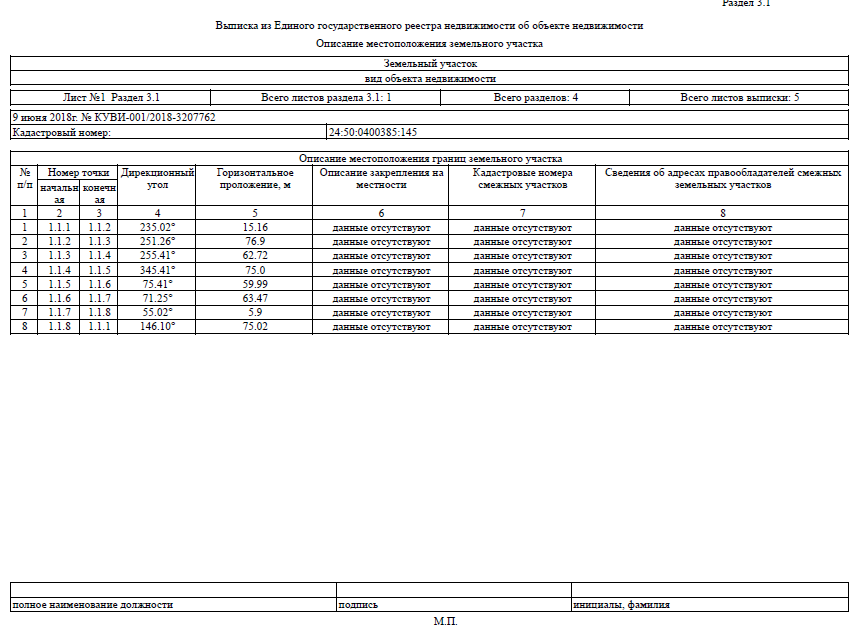 Раздел 3.1
Выписка из Единого государственного реестра недвижимости об объекте недвижимости
Описание местоположения земельного участка
Земельный участок
вид объекта недвижимости
Лист №1 Раздел 3.1 Всего листов раздела 3.1: 1 Всего разделов: 4 Всего листов выписки: 5
9 июня 2018г. № КУВИ-001/2018-3207762
Кадастровый номер: 24:50:0400385:145
Описание местоположения границ земельного участка
№ п/п Номер точки Дирекционный угол Горизонтальное проложение, м Описание закрепления на местности Кадастровые номера смежных участков Сведения об адресах правообладателей смежных земельных участков
начальная конечная
1 2 3 4 5 6 7 8
1 1.1.1 1.1.2 235.02° 15.16 данные отсутствуют данные отсутствуют данные отсутствуют
2 1.1.2 1.1.3 251.26° 76.9 данные отсутствуют данные отсутствуют данные отсутствуют
3 1.1.3 1.1.4 255.41° 62.72 данные отсутствуют данные отсутствуют данные отсутствуют
4 1.1.4 1.1.5 345.41° 75.0 данные отсутствуют данные отсутствуют данные отсутствуют
5 1.1.5 1.1.6 75.41° 59.99 данные отсутствуют данные отсутствуют данные отсутствуют
6 1.1.6 1.1.7 71.25° 63.47 данные отсутствуют данные отсутствуют данные отсутствуют
7 1.1.7 1.1.8 55.02° 5.9 данные отсутствуют данные отсутствуют данные отсутствуют
8 1.1.8 1.1.1 146.10° 75.02 данные отсутствуют данные отсутствуют данные отсутствуют
полное наименование должности подпись инициалы, фамилия
М.П.